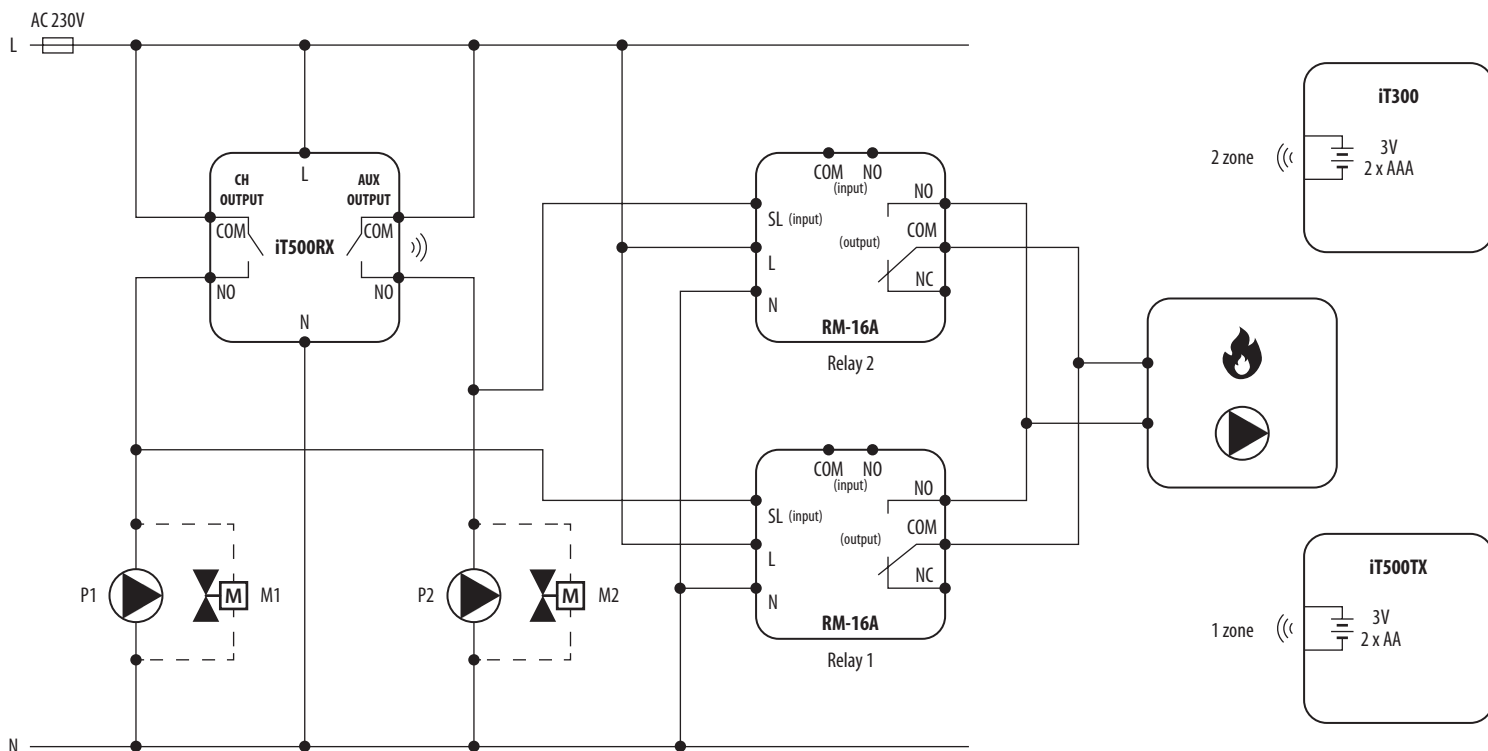 AC 230V
L
CH
OUTPUT
L
AUX
OUTPUT
COM
iT500RX
COM
NO
NO
N
COM NO
(input)
NO
SL (input)
COM
(output)
L
NC
N
RM-16A
Relay 2
COM NO
(input)
NO
SL (input)
COM
(output)
L
NC
N
RM-16A
Relay 1
P1
M
M1
P2
M
M2
N
iT300
2 zone
3V
2 x AAA
iT500TX
1 zone
3V
2 x AA